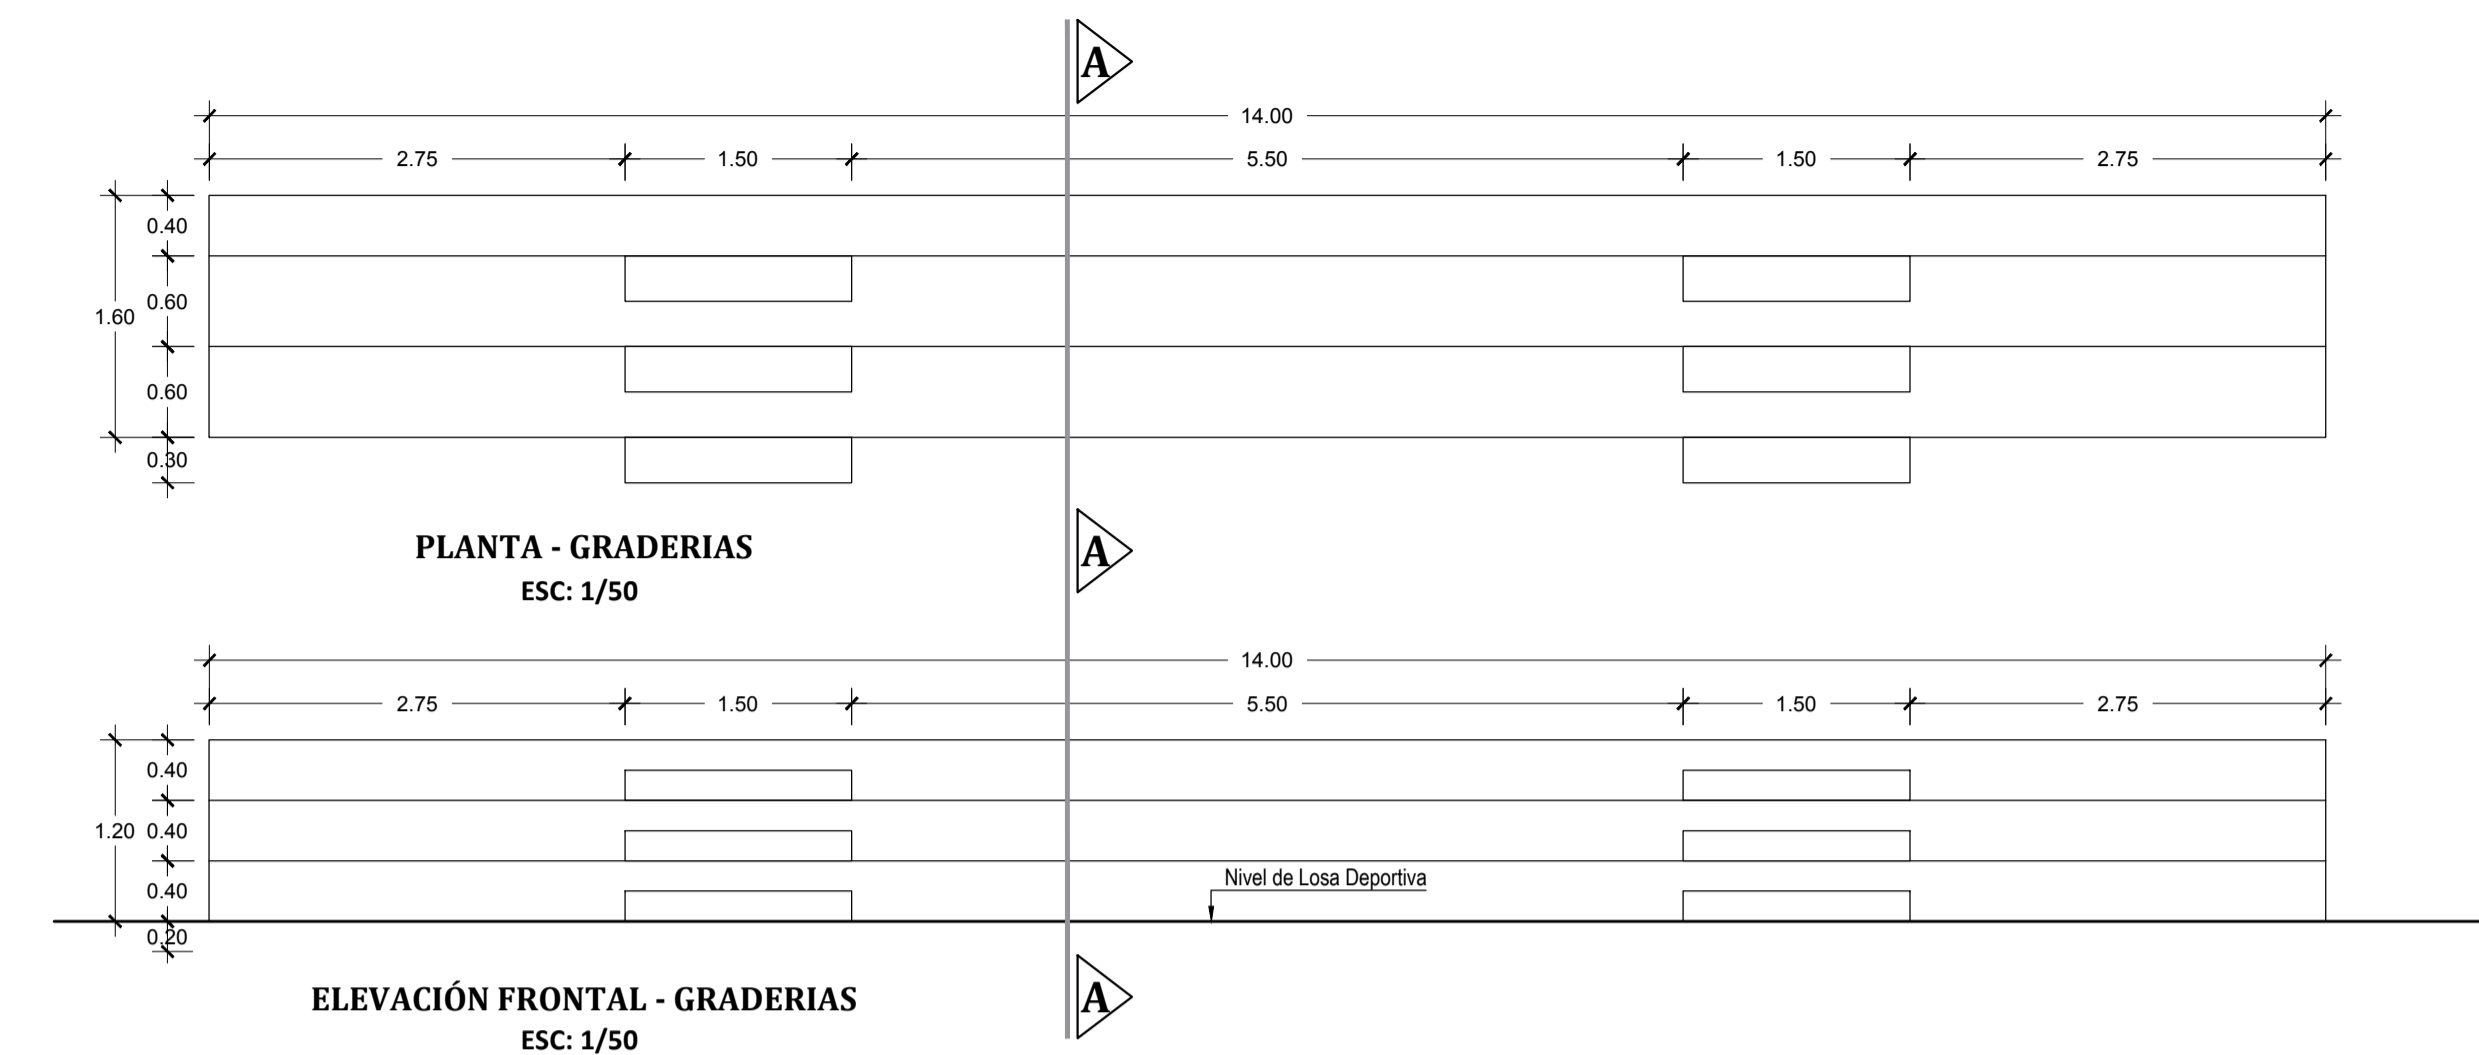 A
14.00
2.75 1.50 5.50 1.50 2.75
0.40
0.60
1.60
0.60
0.30
PLANTA - GRADERIAS
ESC: 1/50
A
14.00
2.75 1.50 5.50 1.50 2.75
0.40
1.20 0.40
Nivel de Losa Deportiva
0.40
0.20
ELEVACIÓN FRONTAL - GRADERIAS
ESC: 1/50
A